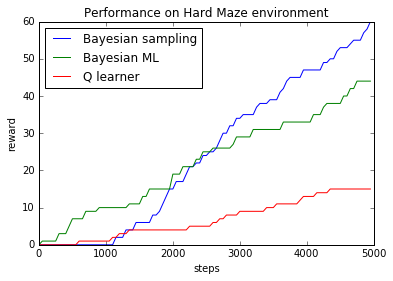 Performance on Hard Maze environment
60
50
40
30
20
10
0
reward
Bayesian sampling
Bayesian ML
Q learner
0 1000 2000 3000 4000 5000
steps